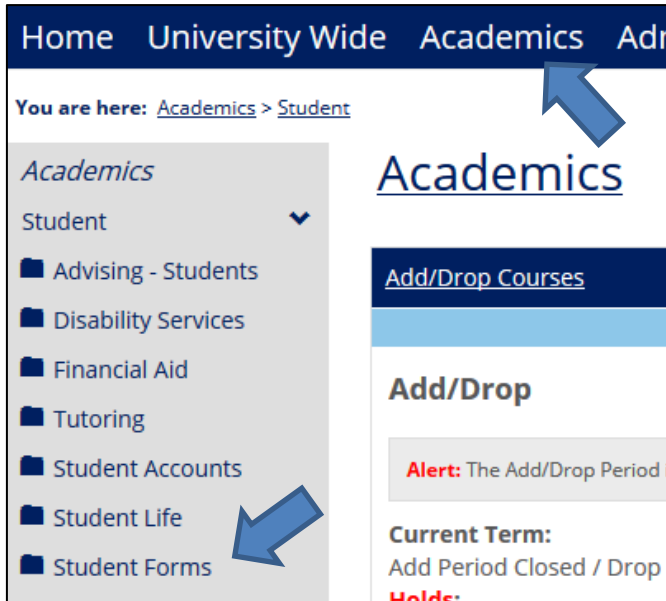 Home University Wide Academics
You are here: Academics > Student
Academics
Student
Advising - Students
Disability Services
Financial Aid
Tutoring
Student Accounts
Student Life
Student Forms
Academics
Add/Drop Courses
Add/Drop
Alert: The Add/Drop Period
Current Term:
Add Period Closed / Drop
Holds: